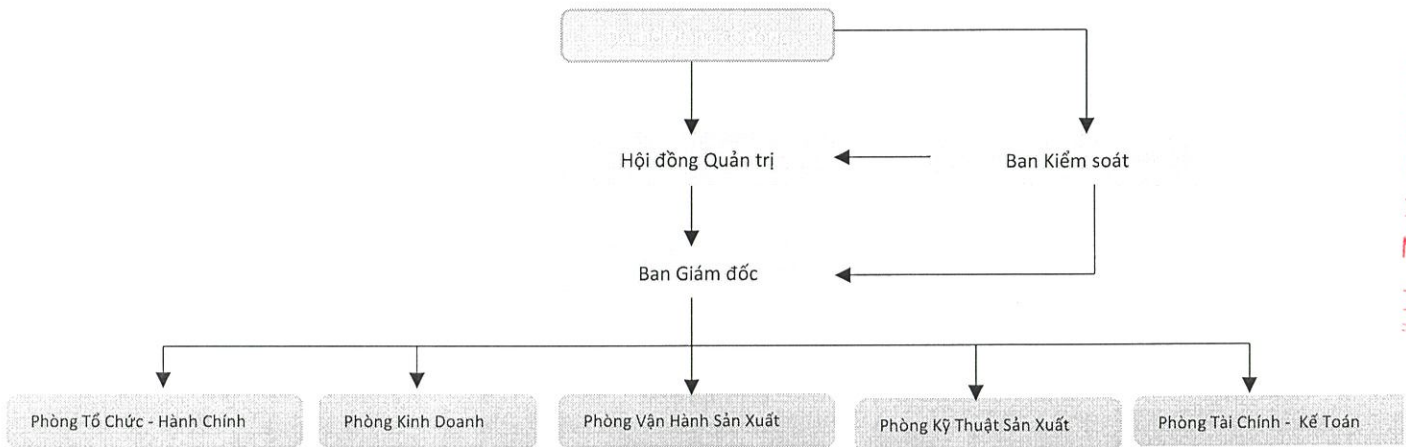 Hội đồng Quản trị
Ban Kiểm soát
Ban Giám đốc
Phòng Tổ Chức - Hành Chính
Phòng Kinh Doanh
Phòng Vận Hành Sản Xuất
Phòng Kỹ Thuật Sản Xuất
Phòng Tài Chính - Kế Toán